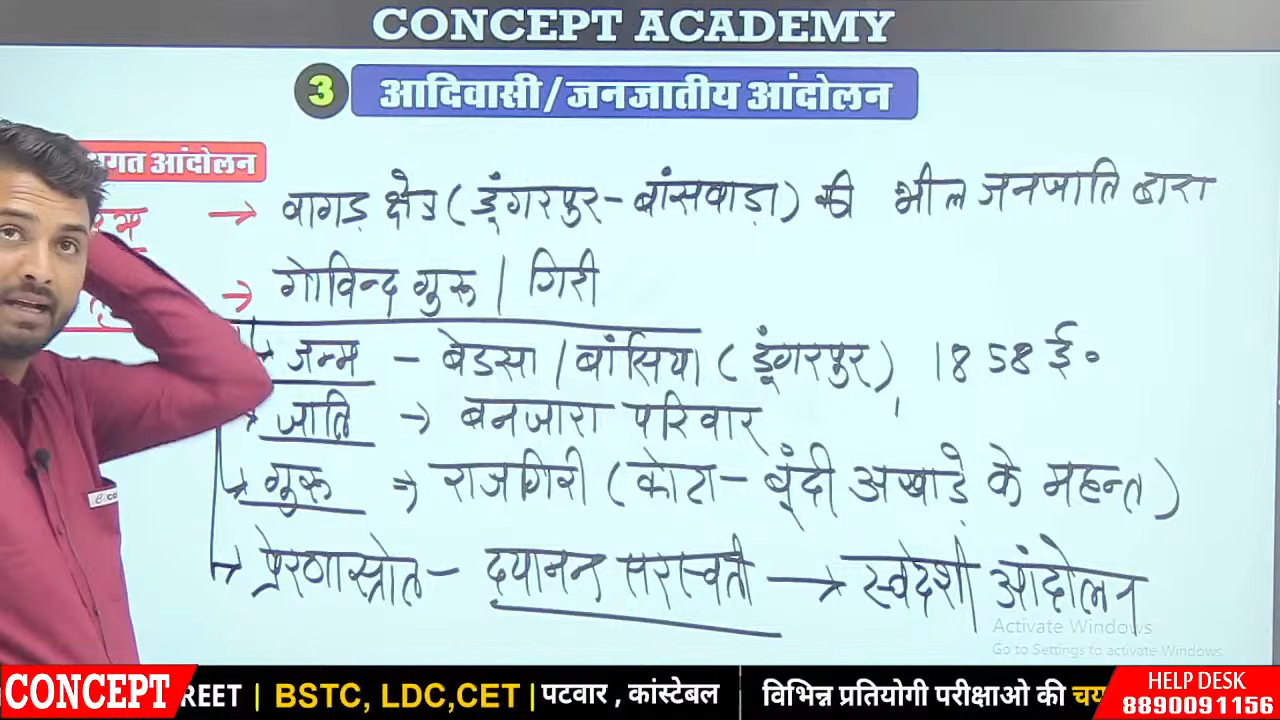 CONCEPT ACADEMY
3 आदिवासी/जनजातीय आंदोलन
भगत आंदोलन
→ वागड़ क्षेत्र (डूंगरपुर - बांसवाड़ा) की भील जनजाति द्वारा
→ गोविन्द गुरू / गिरी
↳ जन्म - बेडसा / बांसिया (डूंगरपुर), 1858 ई॰
जाति → बनजारा परिवार
↳ गुरू ⇒ राजगिरी (कोटा - बूंदी अखाडे के महन्त)
↳ प्रेरणास्त्रोत - दयानन्द सरस्वती → स्वदेशी आंदोलन
Activate Windows
Go to Settings to activate Windows.
CONCEPT REET | BSTC, LDC,CET | पटवार , कांस्टेबल विभिन्न प्रतियोगी परीक्षाओ की HELP DESK
8890091156